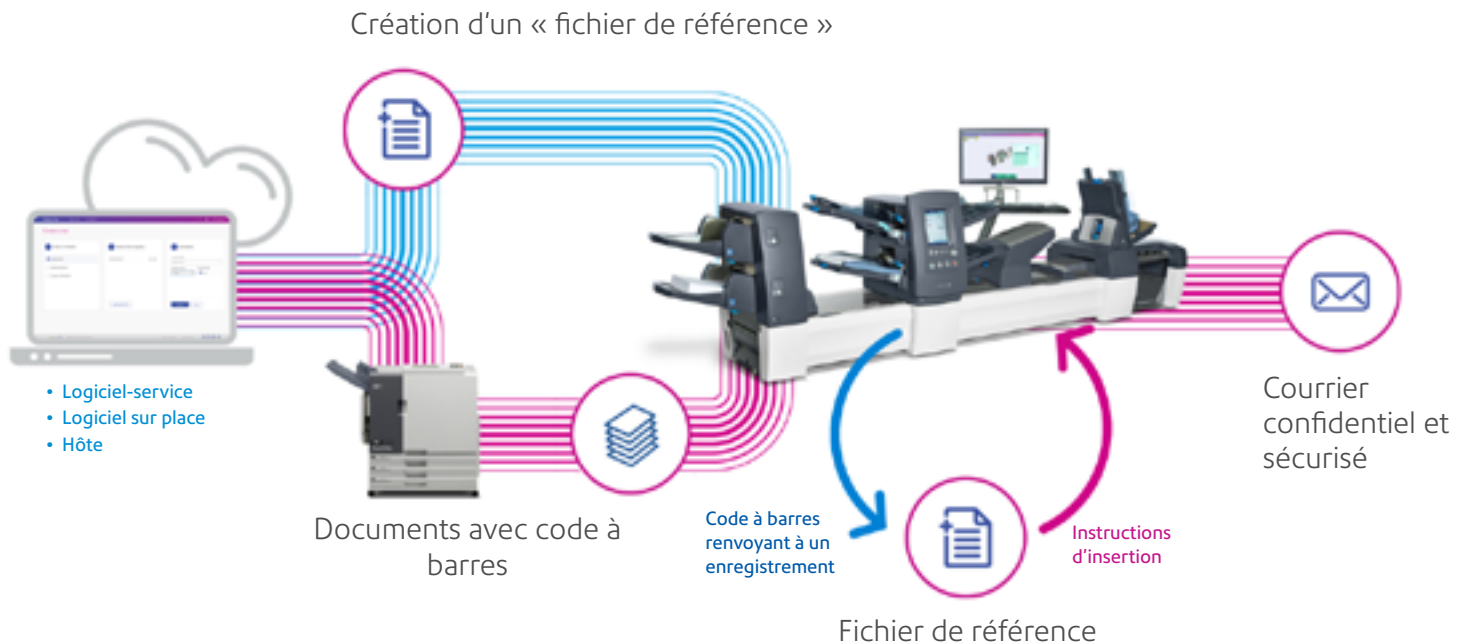 Création d'un « fichier de référence »
• Logiciel-service
• Logiciel sur place
• Hôte
Documents avec code à
barres
Code à barres
renvoyant à un
enregistrement
Instructions
d'insertion
Fichier de référence
Courrier
confidentiel et
sécurisé